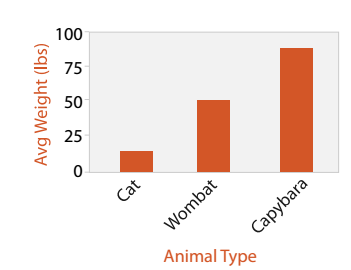 Avg Weight (lbs)
100
75
50
25
0
Cat
Wombat
Capybara
Animal Type